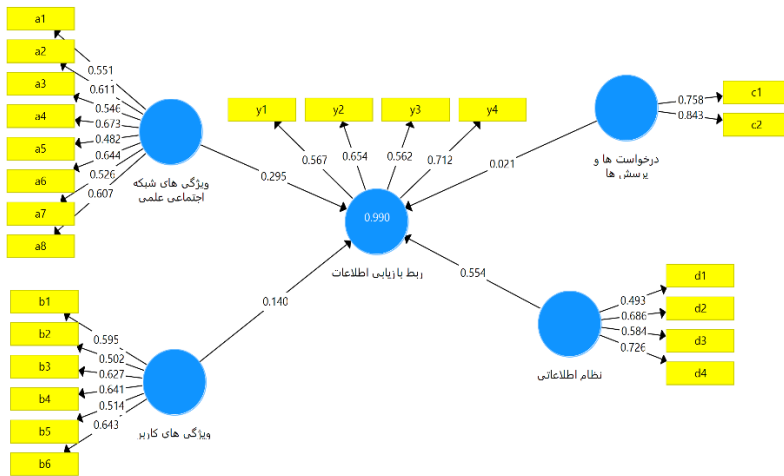 a1
a2
a3
a4
a5
a6
a7
a8
0.551
0.611
0.546
0.673
0.482
0.644
0.526
0.607
ویژگی های شبکه
اجتماعی علمی
y1
y2
y3
y4
0.567
0.654
0.562
0.712
0.990
ربط بازیابی اطلاعات
0.295
0.021
0.140
0.554
c1
c2
0.758
0.843
درخواست ها و
پرسش ها
b1
b2
b3
b4
b5
b6
0.595
0.502
0.627
0.641
0.514
0.643
ویژگی های کاربر
d1
d2
d3
d4
0.493
0.686
0.584
0.726
نظام اطلاعاتی